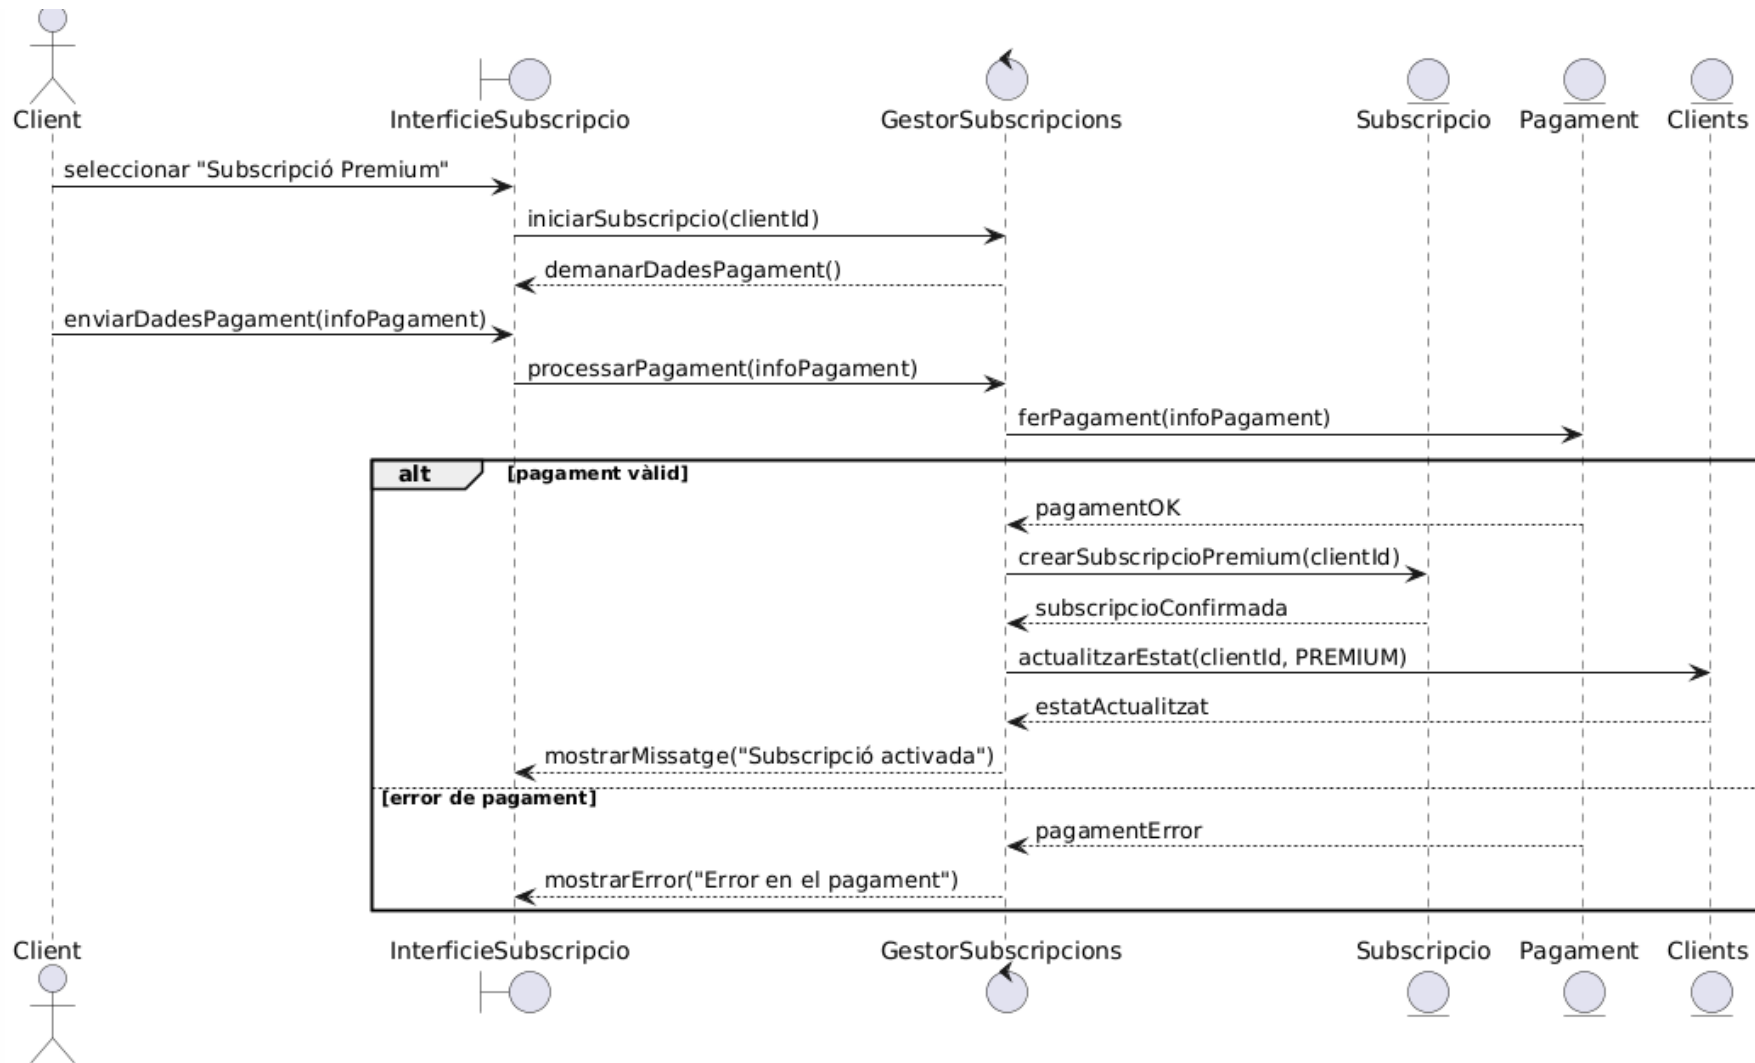 Client
InterficieSubscripcio
GestorSubscripcions
Subscripcio
Pagament
Clients
seleccionar "Subscripció Premium"
iniciarSubscripcio(clientId)
demanarDadesPagament()
enviarDadesPagament(infoPagament)
processarPagament(infoPagament)
ferPagament(infoPagament)
alt
[pagament vàlid]
pagamentOK
crearSubscripcioPremium(clientId)
subscripcioConfirmada
actualitzarEstat(clientId, PREMIUM)
estatActualitzat
mostrarMissatge("Subscripció activada")
[error de pagament]
pagamentError
mostrarError("Error en el pagament")
Client
InterficieSubscripcio
GestorSubscripcions
Subscripcio
Pagament
Clients